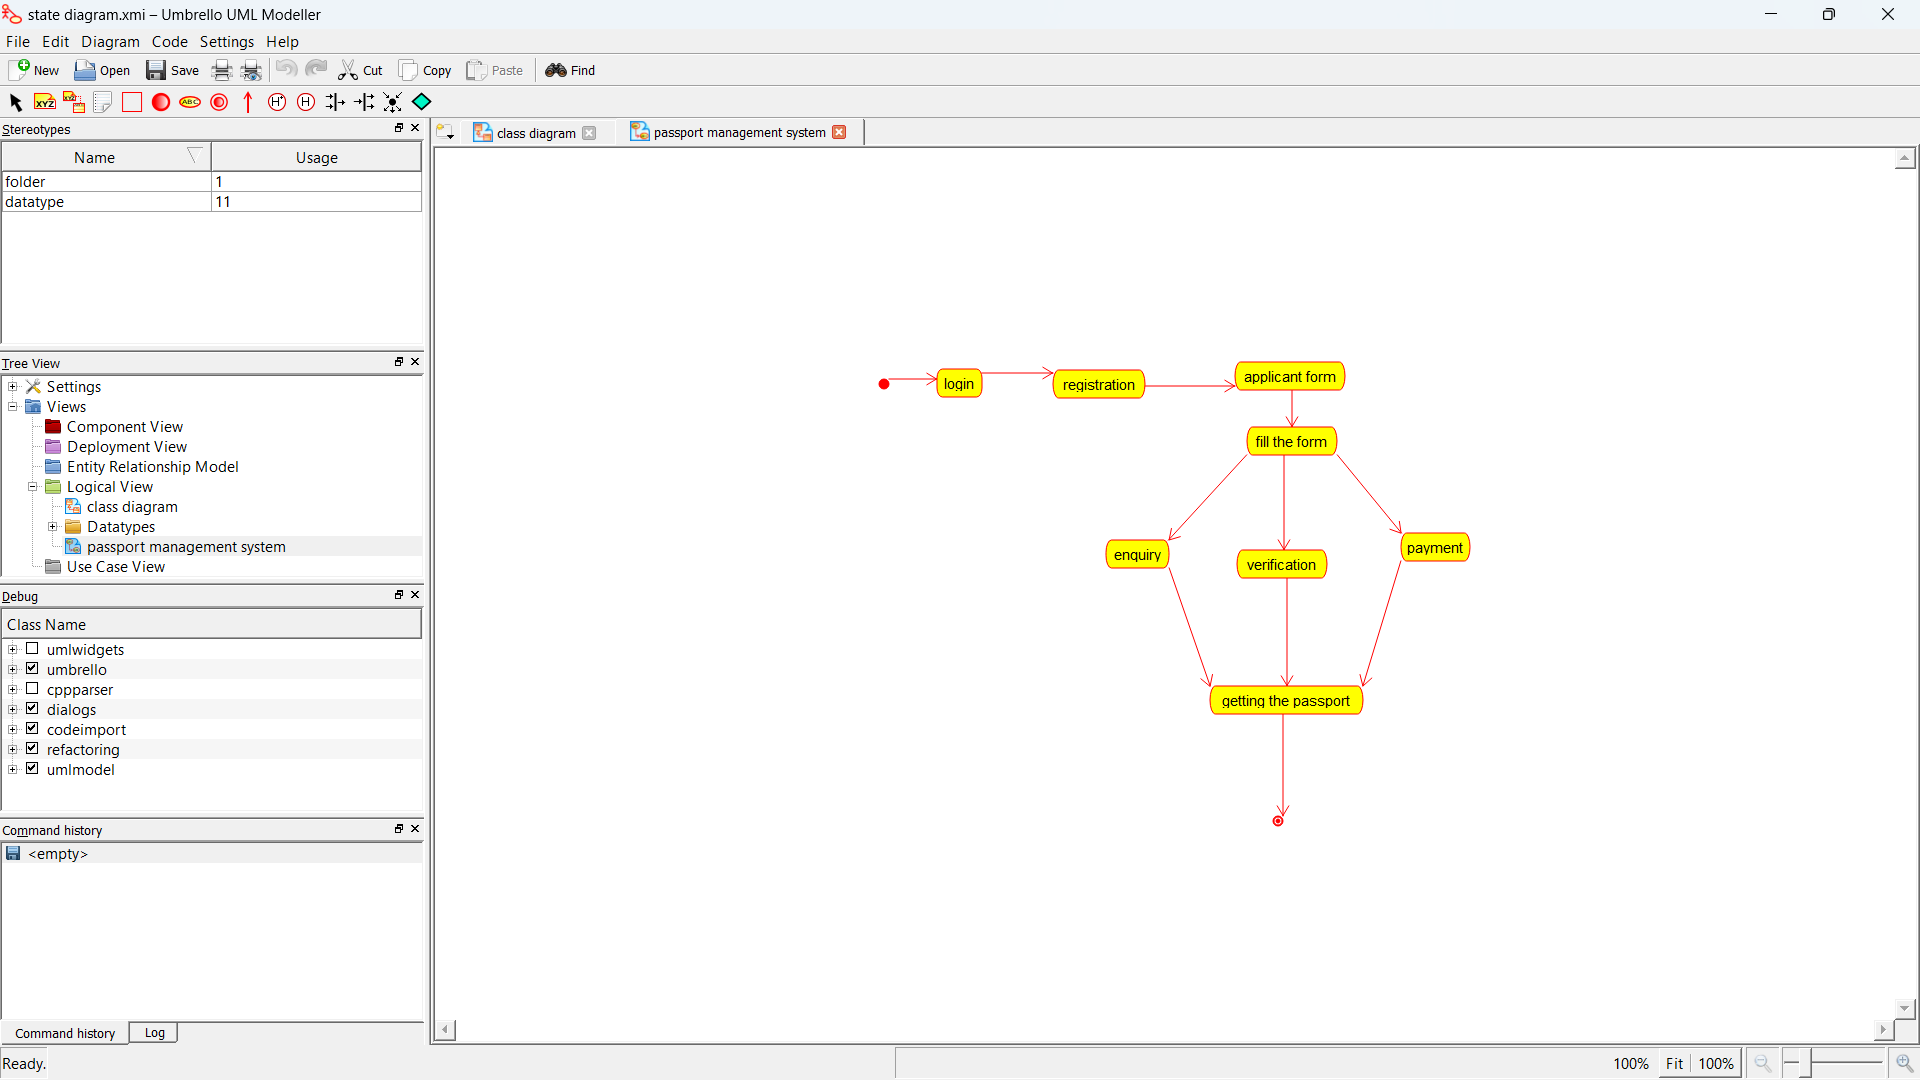 state diagram.xmi – Umbrello UML Modeller
File Edit Diagram Code Settings Help
New Open Save Cut Copy Paste Find
XYZ XYZ ABC H* H
Stereotypes
Name Usage
folder 1
datatype 11
Tree View
Settings
Views
Component View
Deployment View
Entity Relationship Model
Logical View
class diagram
Datatypes
passport management system
Use Case View
Debug
Class Name
umlwidgets
umbrello
cppparser
dialogs
codeimport
refactoring
umlmodel
Command history
<empty>
Command history Log
class diagram passport management system
login
registration
applicant form
fill the form
enquiry
verification
payment
getting the passport
Ready. 100% Fit 100%